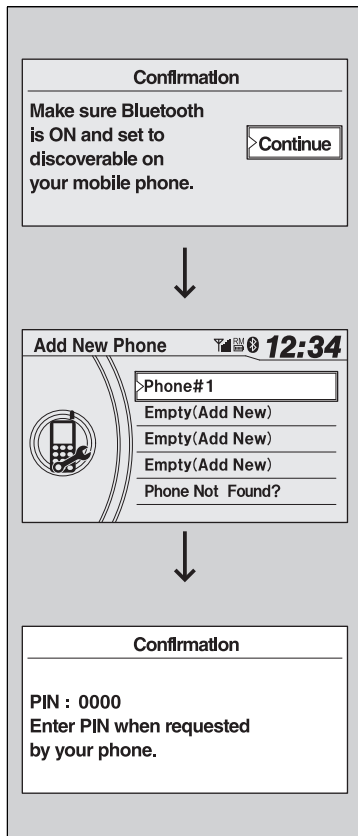 Confirmation
Make sure Bluetooth
is ON and set to
discoverable on
your mobile phone.
Continue
Add New Phone RM 12:34
Phone#1
Empty(Add New)
Empty(Add New)
Empty(Add New)
Phone Not Found?
Confirmation
PIN : 0000
Enter PIN when requested
by your phone.